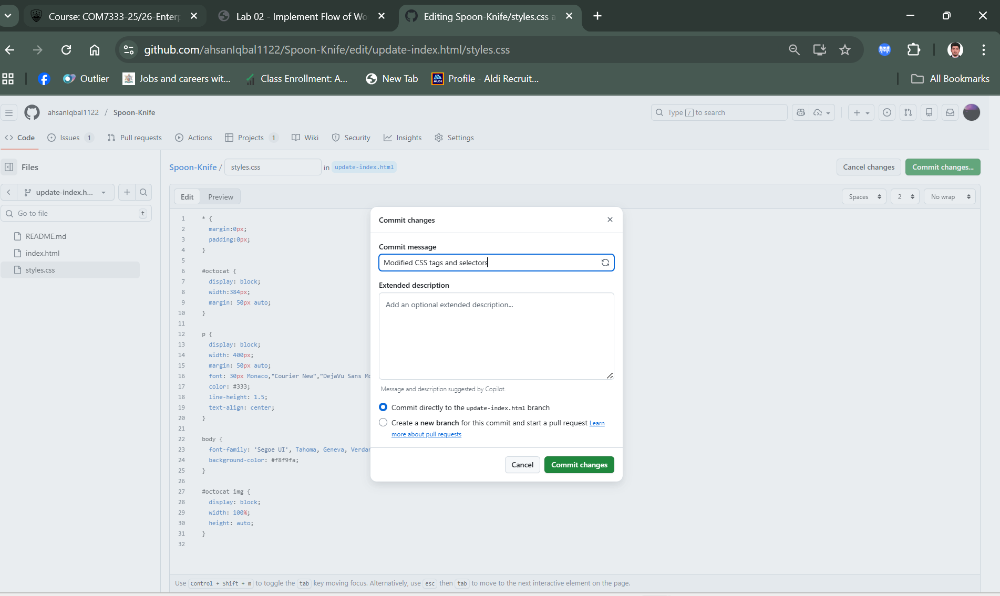 Course: COM7333-25/26-Enterp
Lab 02 - Implement Flow of Wo
Editing Spoon-Knife/styles.css a
github.com/ahsanIqbal1122/Spoon-Knife/edit/update-index.html/styles.css
Outlier
Jobs and careers wit...
Class Enrollment: A...
New Tab
ALDI
Profile - Aldi Recruit...
All Bookmarks
ahsanIqbal1122 / Spoon-Knife
Type / to search
Code
Issues 1
Pull requests
Actions
Projects 1
Wiki
Security
Insights
Settings
Files
update-index.h...
Go to file
t
README.md
index.html
styles.css
Spoon-Knife / styles.css in update-index.html
Cancel changes
Commit changes...
Edit
Preview
Spaces
2
No wrap
1 * {
2 margin:0px;
3 padding:0px;
4 }
5
6 #octocat {
7 display: block;
8 width:384px;
9 margin: 50px auto;
10 }
11
12 p {
13 display: block;
14 width: 400px;
15 margin: 50px auto;
16 font: 30px Monaco,"Courier New","DejaVu Sans Mo
17 color: #333;
18 line-height: 1.5;
19 text-align: center;
20 }
21
22 body {
23 font-family: 'Segoe UI', Tahoma, Geneva, Verdan
24 background-color: #f8f9fa;
25 }
26
27 #octocat img {
28 display: block;
29 width: 100%;
30 height: auto;
31 }
32
Commit changes
Commit message
Modified CSS tags and selectors
Extended description
Add an optional extended description...
Message and description suggested by Copilot.
Commit directly to the update-index.html branch
Create a new branch for this commit and start a pull request Learn
more about pull requests
Cancel
Commit changes
Use Control + Shift + m to toggle the tab key moving focus. Alternatively, use esc then tab to move to the next interactive element on the page.